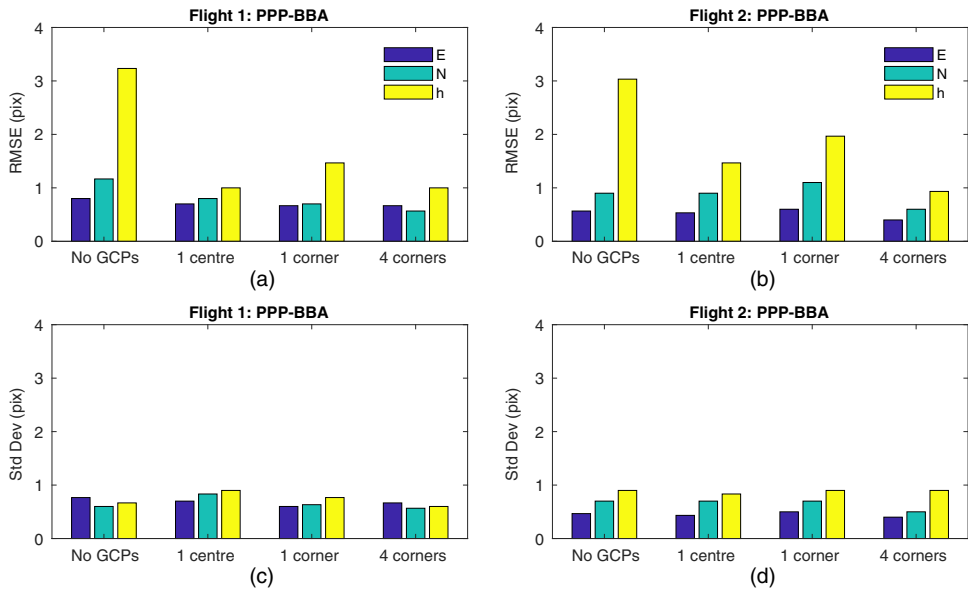 Flight 1: PPP-BBA
4
3
2
1
0
RMSE (pix)
E
N
h
No GCPs 1 centre 1 corner 4 corners
(a)
Flight 2: PPP-BBA
4
3
2
1
0
RMSE (pix)
E
N
h
No GCPs 1 centre 1 corner 4 corners
(b)
Flight 1: PPP-BBA
4
3
2
1
0
Std Dev (pix)
No GCPs 1 centre 1 corner 4 corners
(c)
Flight 2: PPP-BBA
4
3
2
1
0
Std Dev (pix)
No GCPs 1 centre 1 corner 4 corners
(d)